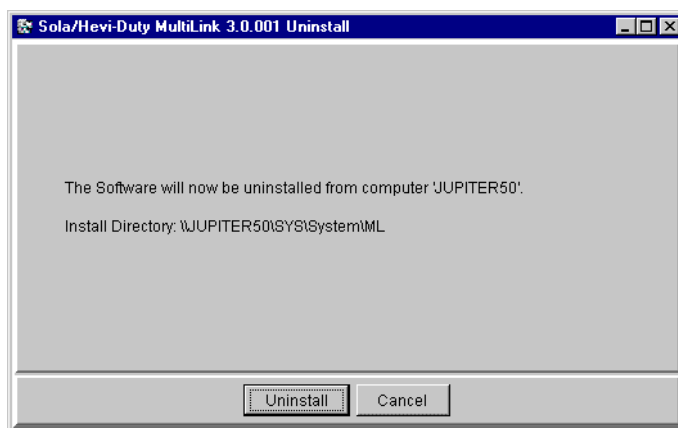 Sola/Hevi-Duty MultiLink 3.0.001 Uninstall
The Software will now be uninstalled from computer 'JUPITER50'.
Install Directory: \\JUPITER50\SYS\System\ML
Uninstall
Cancel